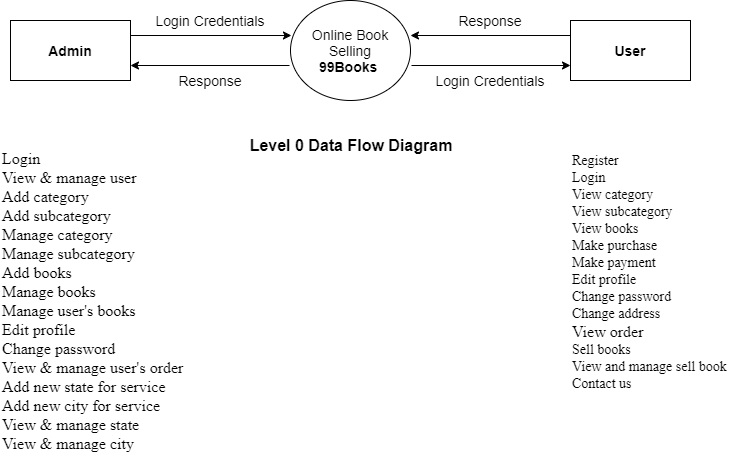 Login Credentials
Response
Admin
Online Book
Selling
99Books
User
Response
Login Credentials
Level 0 Data Flow Diagram
Login
View & manage user
Add category
Add subcategory
Manage category
Manage subcategory
Add books
Manage books
Manage user's books
Edit profile
Change password
View & manage user's order
Add new state for service
Add new city for service
View & manage state
View & manage city
Register
Login
View category
View subcategory
View books
Make purchase
Make payment
Edit profile
Change password
Change address
View order
Sell books
View and manage sell book
Contact us